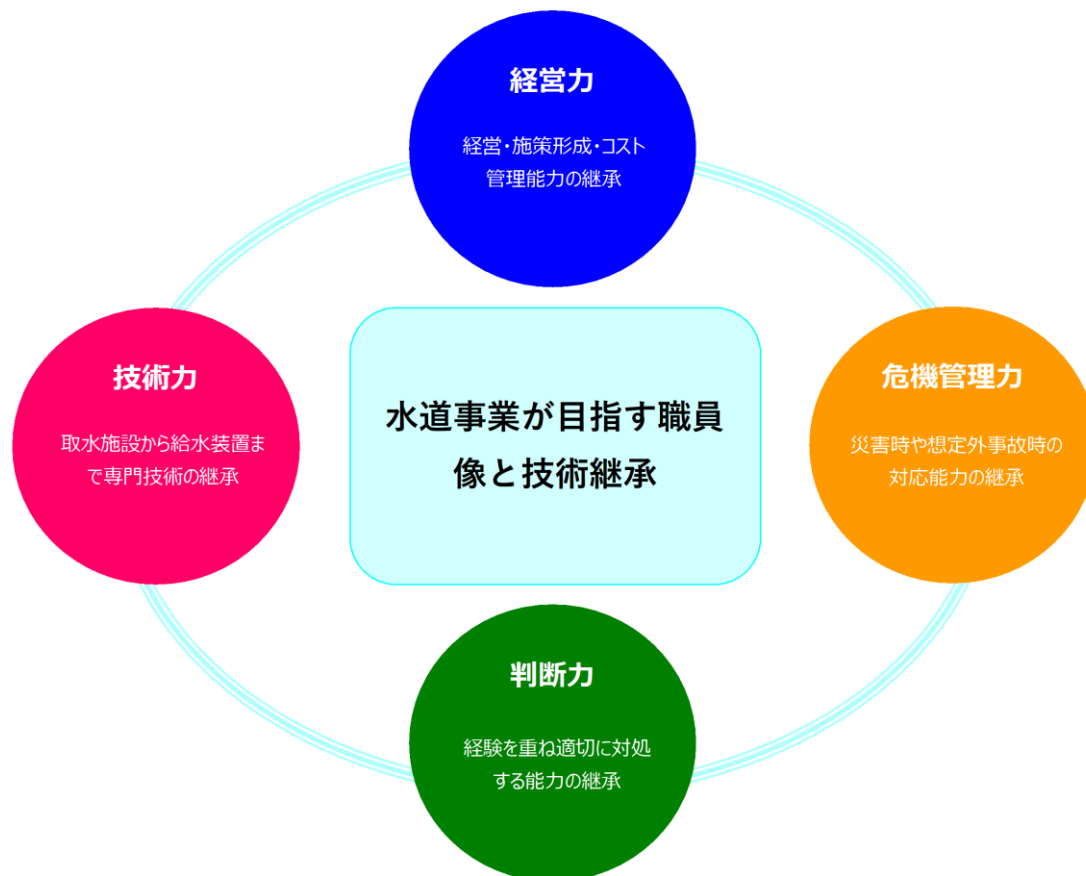 経営力
経営・施策形成・コスト
管理能力の継承
技術力
取水施設から給水装置ま
で専門技術の継承
水道事業が目指す職員
像と技術継承
危機管理力
災害時や想定外事故時の
対応能力の継承
判断力
経験を重ね適切に対処
する能力の継承